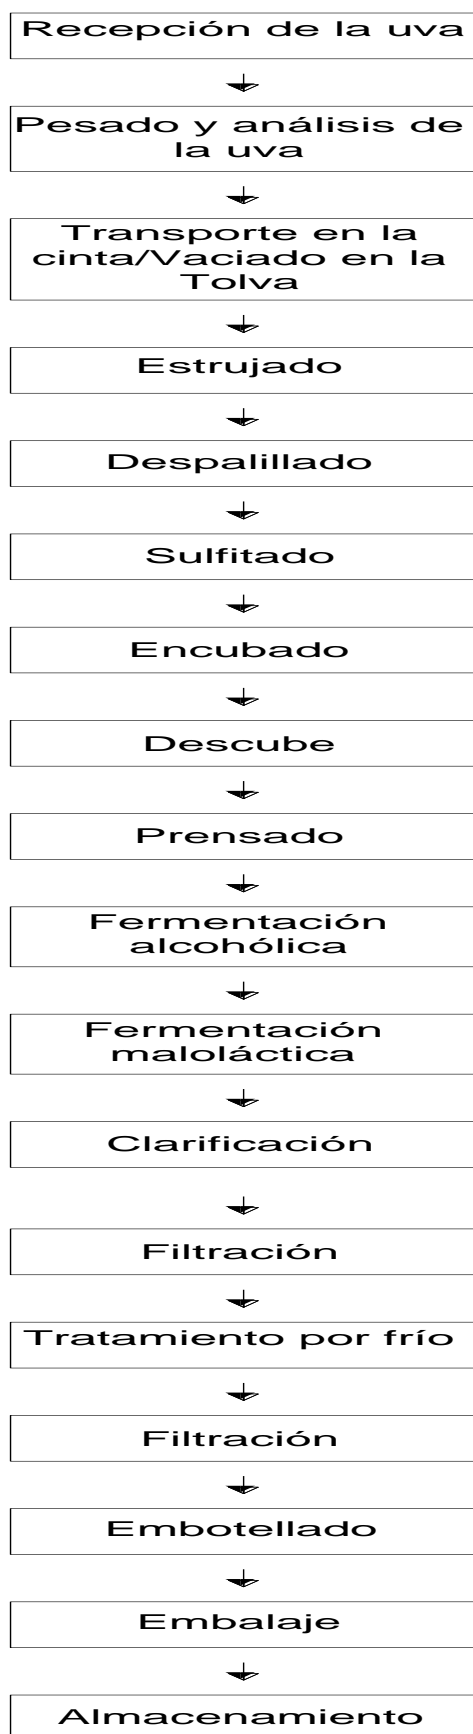 Recepción de la uva
Pesado y análisis de
la uva
Transporte en la
cinta/Vaciado en la
Tolva
Estrujado
Despalillado
Sulfitado
Encubado
Descube
Prensado
Fermentación
alcohólica
Fermentación
maloláctica
Clarificación
Filtración
Tratamiento por frío
Filtración
Embotellado
Embalaje
Almacenamiento